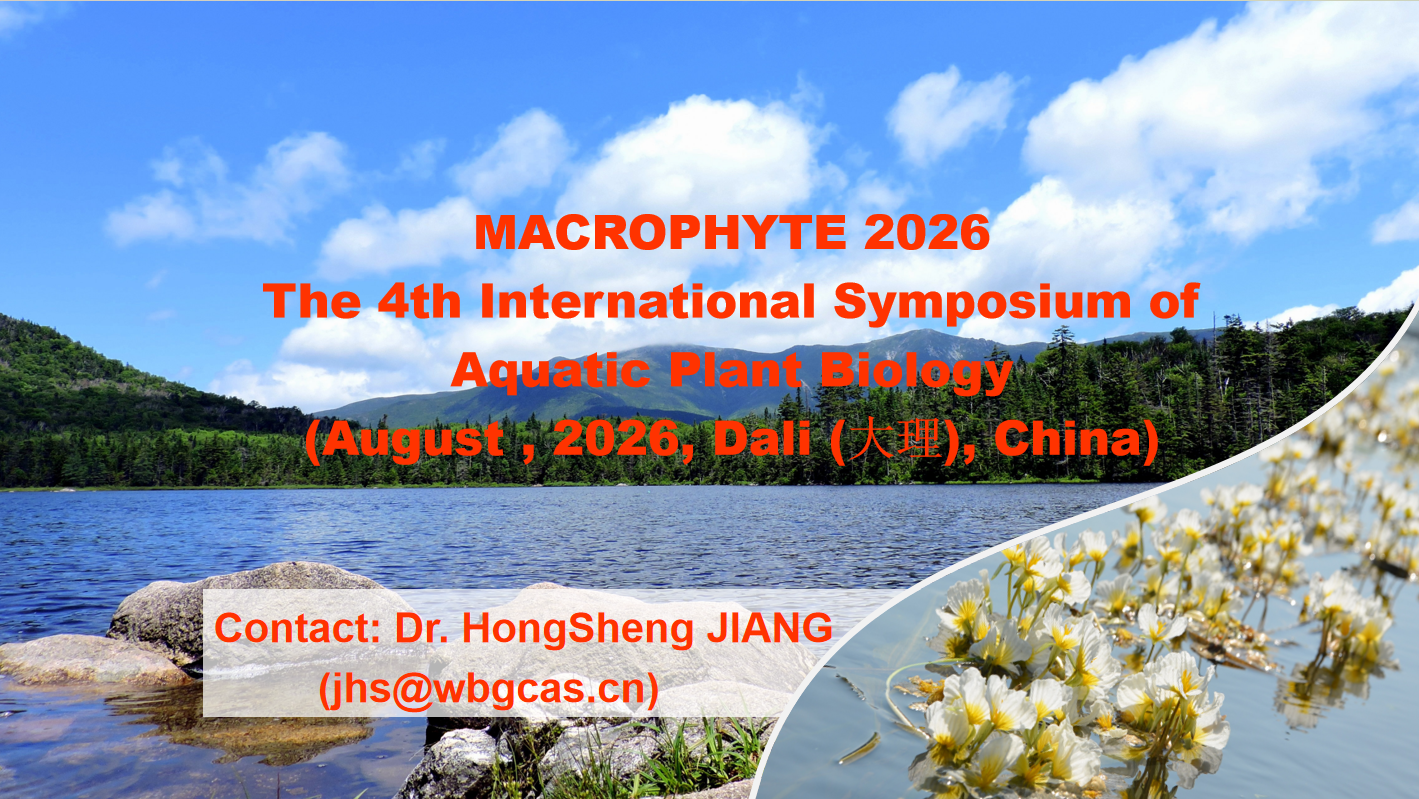 MACROPHYTE 2026
The 4th International Symposium of
Aquatic Plant Biology
(August , 2026, Dali (大理), China)
Contact: Dr. HongSheng JIANG
(jhs@wbgcas.cn)